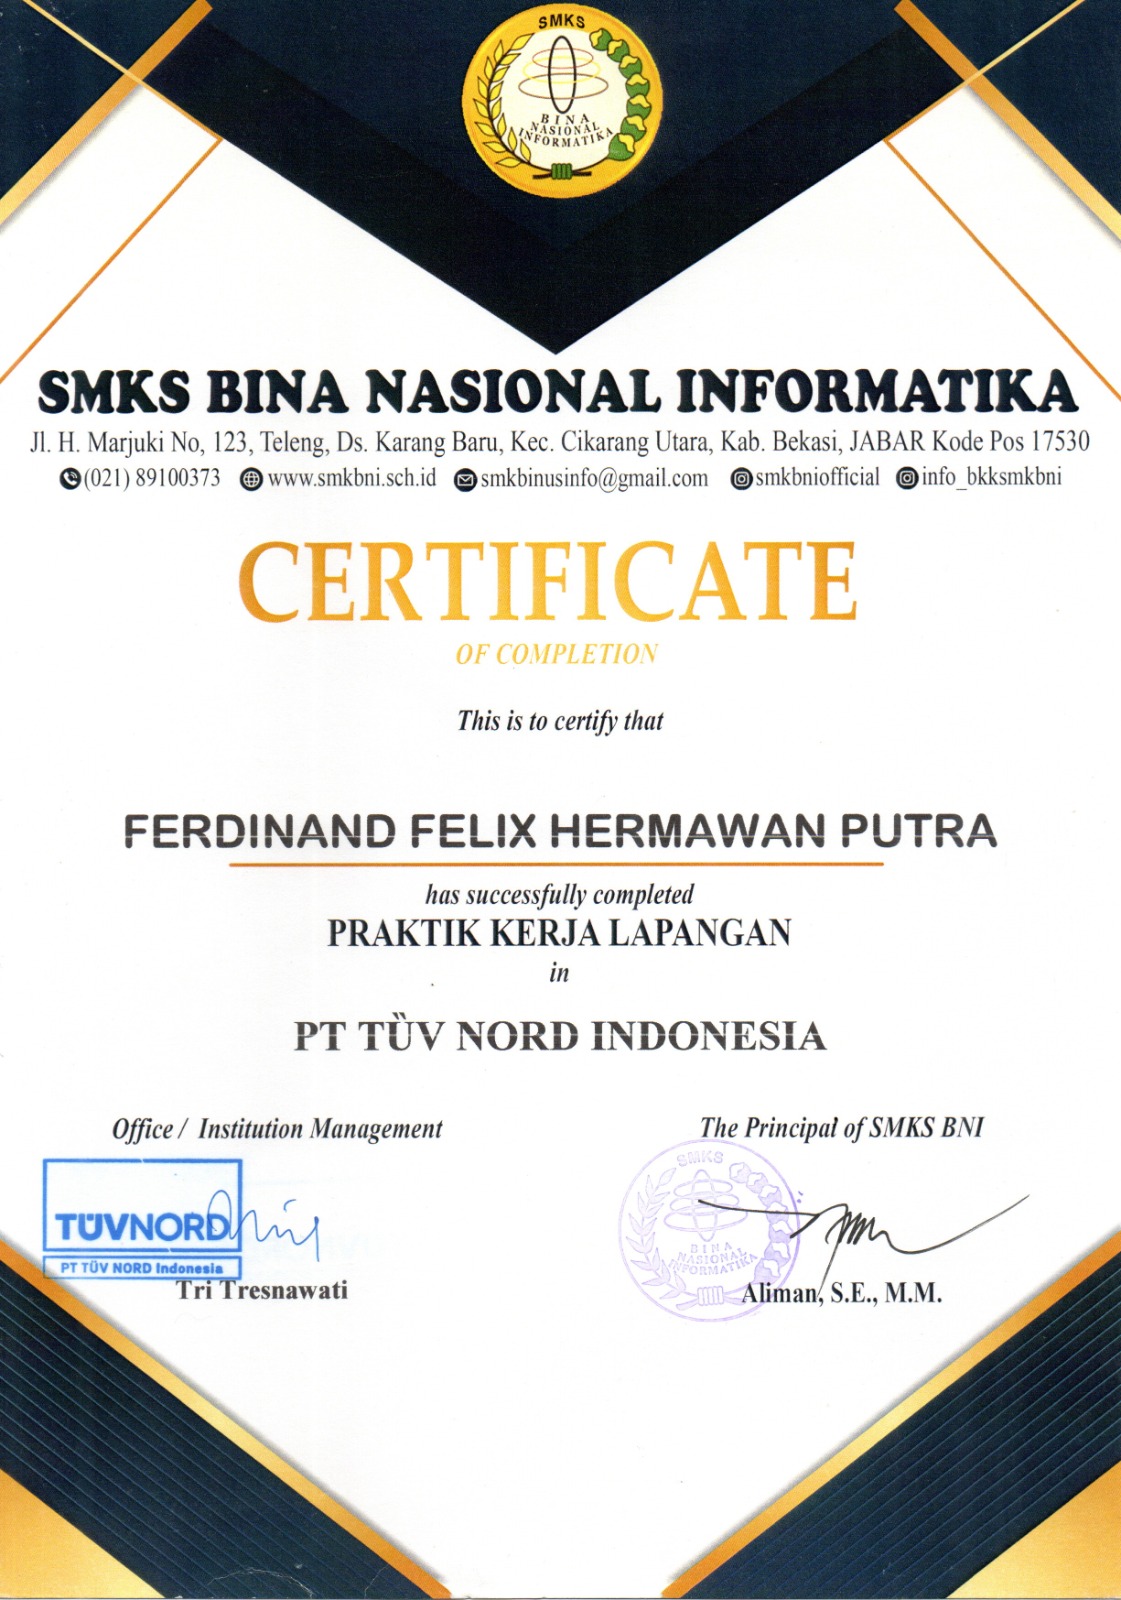 SMKS
BINA
NASIONAL
INFORMATIKA
SMKS BINA NASIONAL INFORMATIKA
Jl. H. Marjuki No, 123, Teleng, Ds. Karang Baru, Kec. Cikarang Utara, Kab. Bekasi, JABAR Kode Pos 17530
(021) 89100373 www.smkbni.sch.id smkbinusinfo@gmail.com smkbniofficial info_bkksmkbni
CERTIFICATE
OF COMPLETION
This is to certify that
FERDINAND FELIX HERMAWAN PUTRA
has successfully completed
PRAKTIK KERJA LAPANGAN
in
PT TÜV NORD INDONESIA
Office / Institution Management
The Principal of SMKS BNI
TÜVNORD
PT TÜV NORD Indonesia
Tri Tresnawati
SMKS
BINA
NASIONAL
INFORMATIKA
Aliman, S.E., M.M.